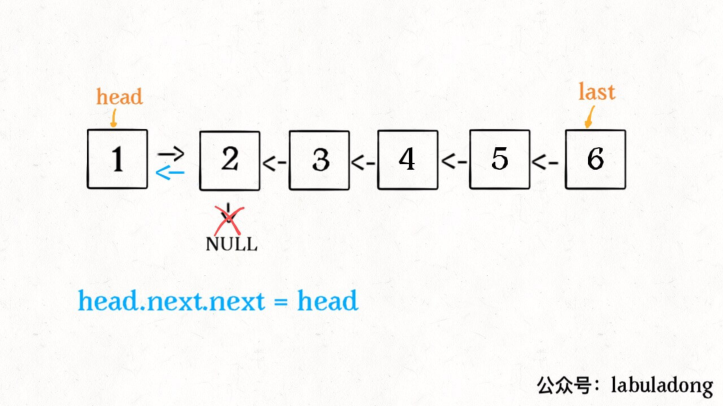 head
last
1 -> <- 2 <- 3 <- 4 <- 5 <- 6
NULL
head.next.next = head
公众号：labuladong